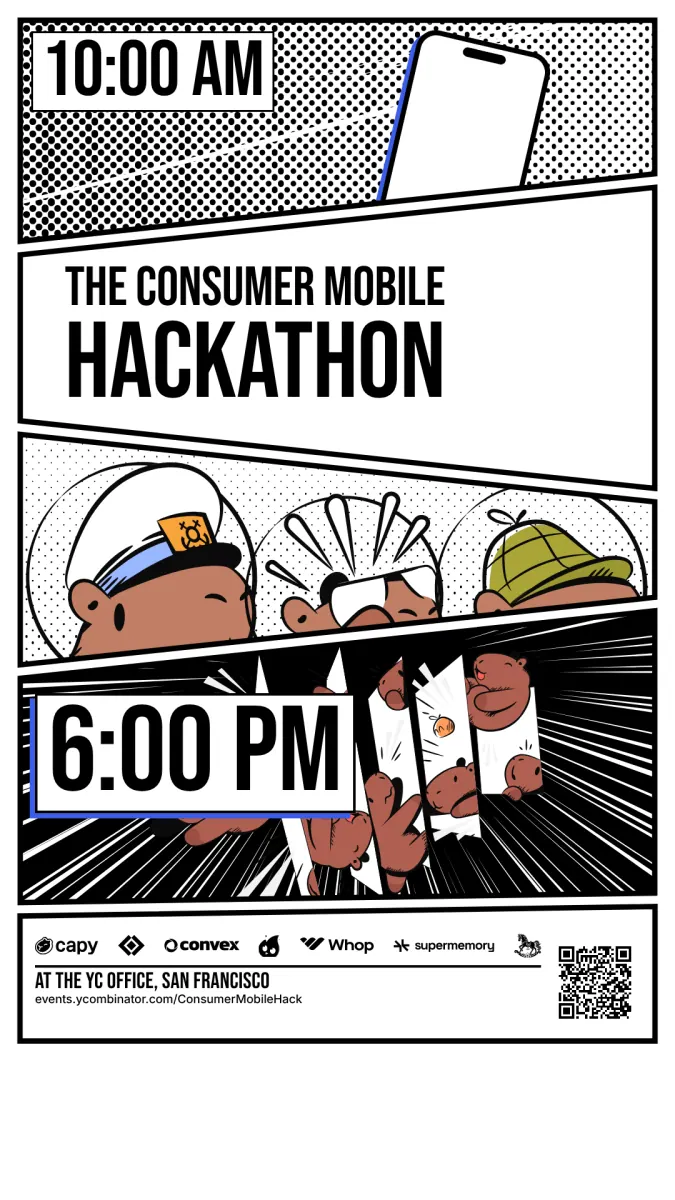 10:00 AM
THE CONSUMER MOBILE
HACKATHON
6:00 PM
capy
convex
Whop
supermemory
AT THE YC OFFICE, SAN FRANCISCO
events.ycombinator.com/ConsumerMobileHack